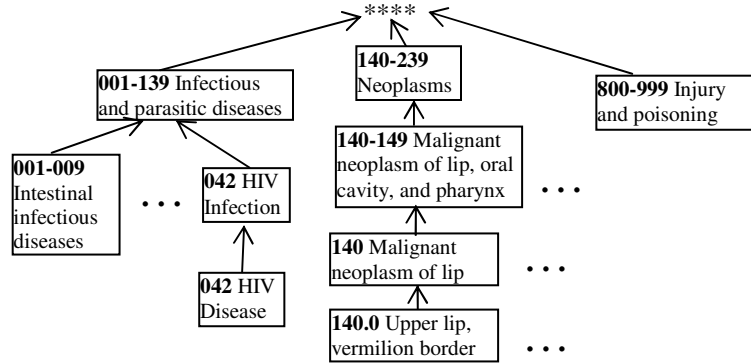 ****
001-139 Infectious
and parasitic diseases
140-239
Neoplasms
800-999 Injury
and poisoning
001-009
Intestinal
infectious
diseases
...
042 HIV
Infection
140-149 Malignant
neoplasm of lip, oral
cavity, and pharynx
...
140 Malignant
neoplasm of lip
...
042 HIV
Disease
140.0 Upper lip,
vermilion border
...